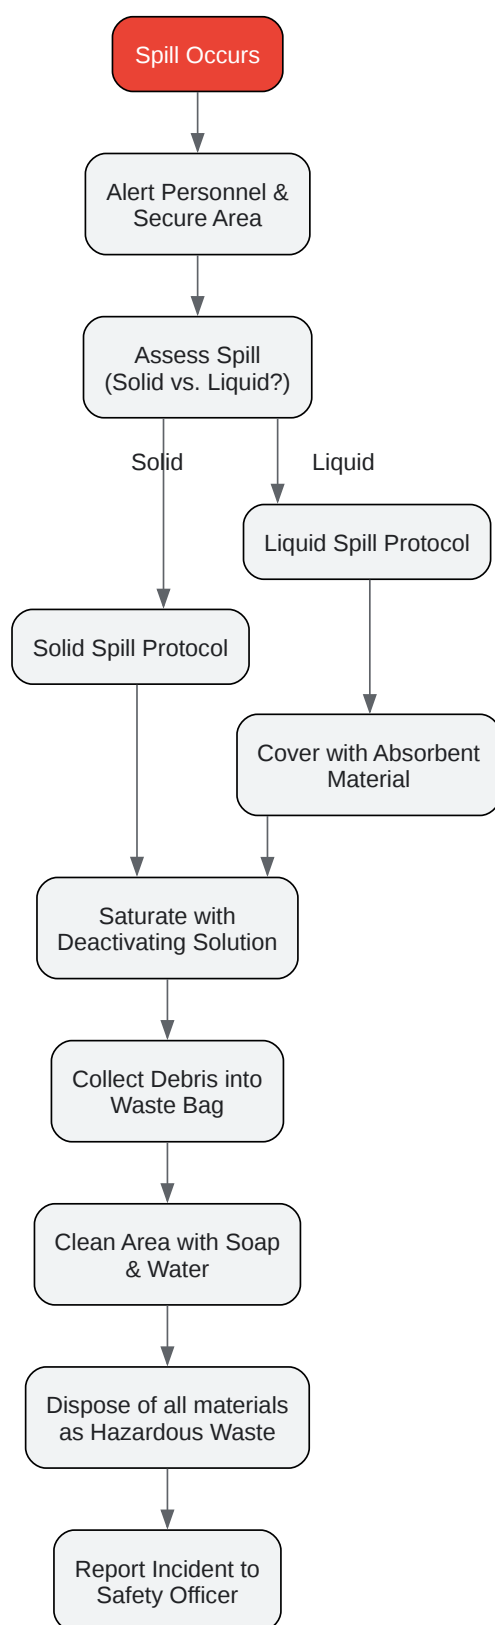 Spill Occurs
Alert Personnel &
Secure Area
Assess Spill
(Solid vs. Liquid?)
Solid
Liquid
Liquid Spill Protocol
Solid Spill Protocol
Cover with Absorbent
Material
Saturate with
Deactivating Solution
Collect Debris into
Waste Bag
Clean Area with Soap
& Water
Dispose of all materials
as Hazardous Waste
Report Incident to
Safety Officer